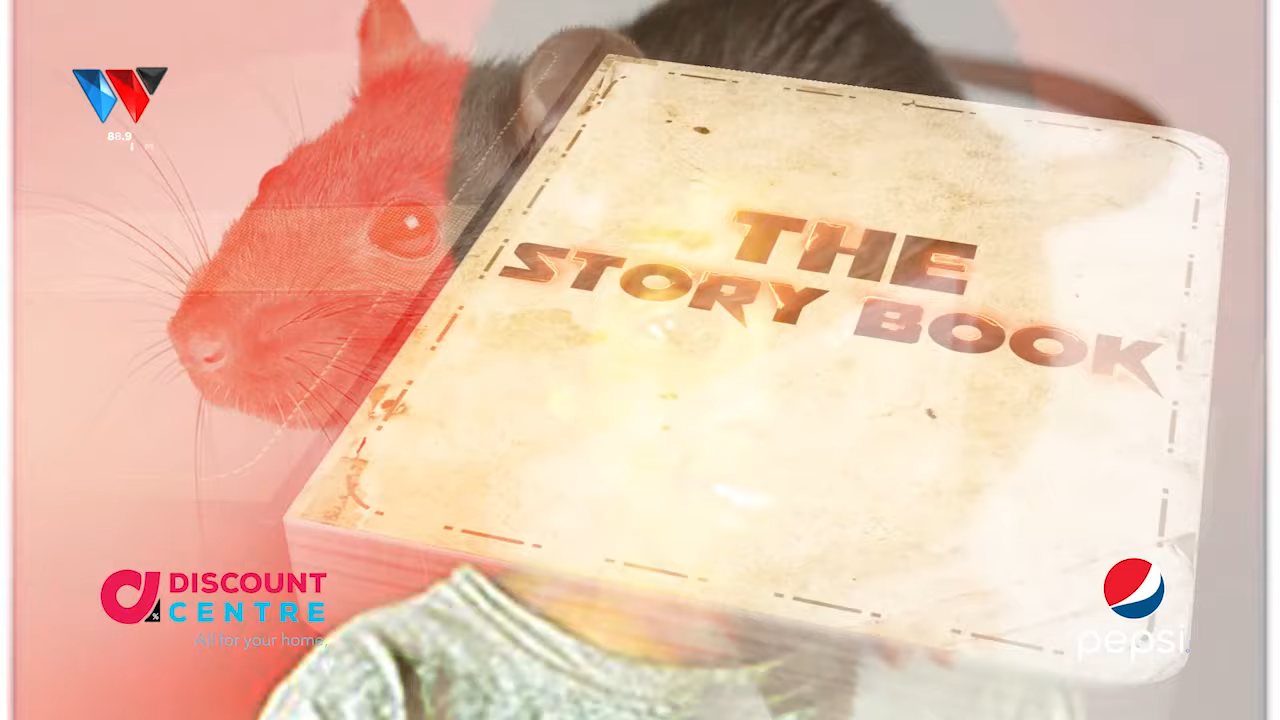 88.9
THE
STORY BOOK
DISCOUNT
CENTRE
All for your home.
pepsi